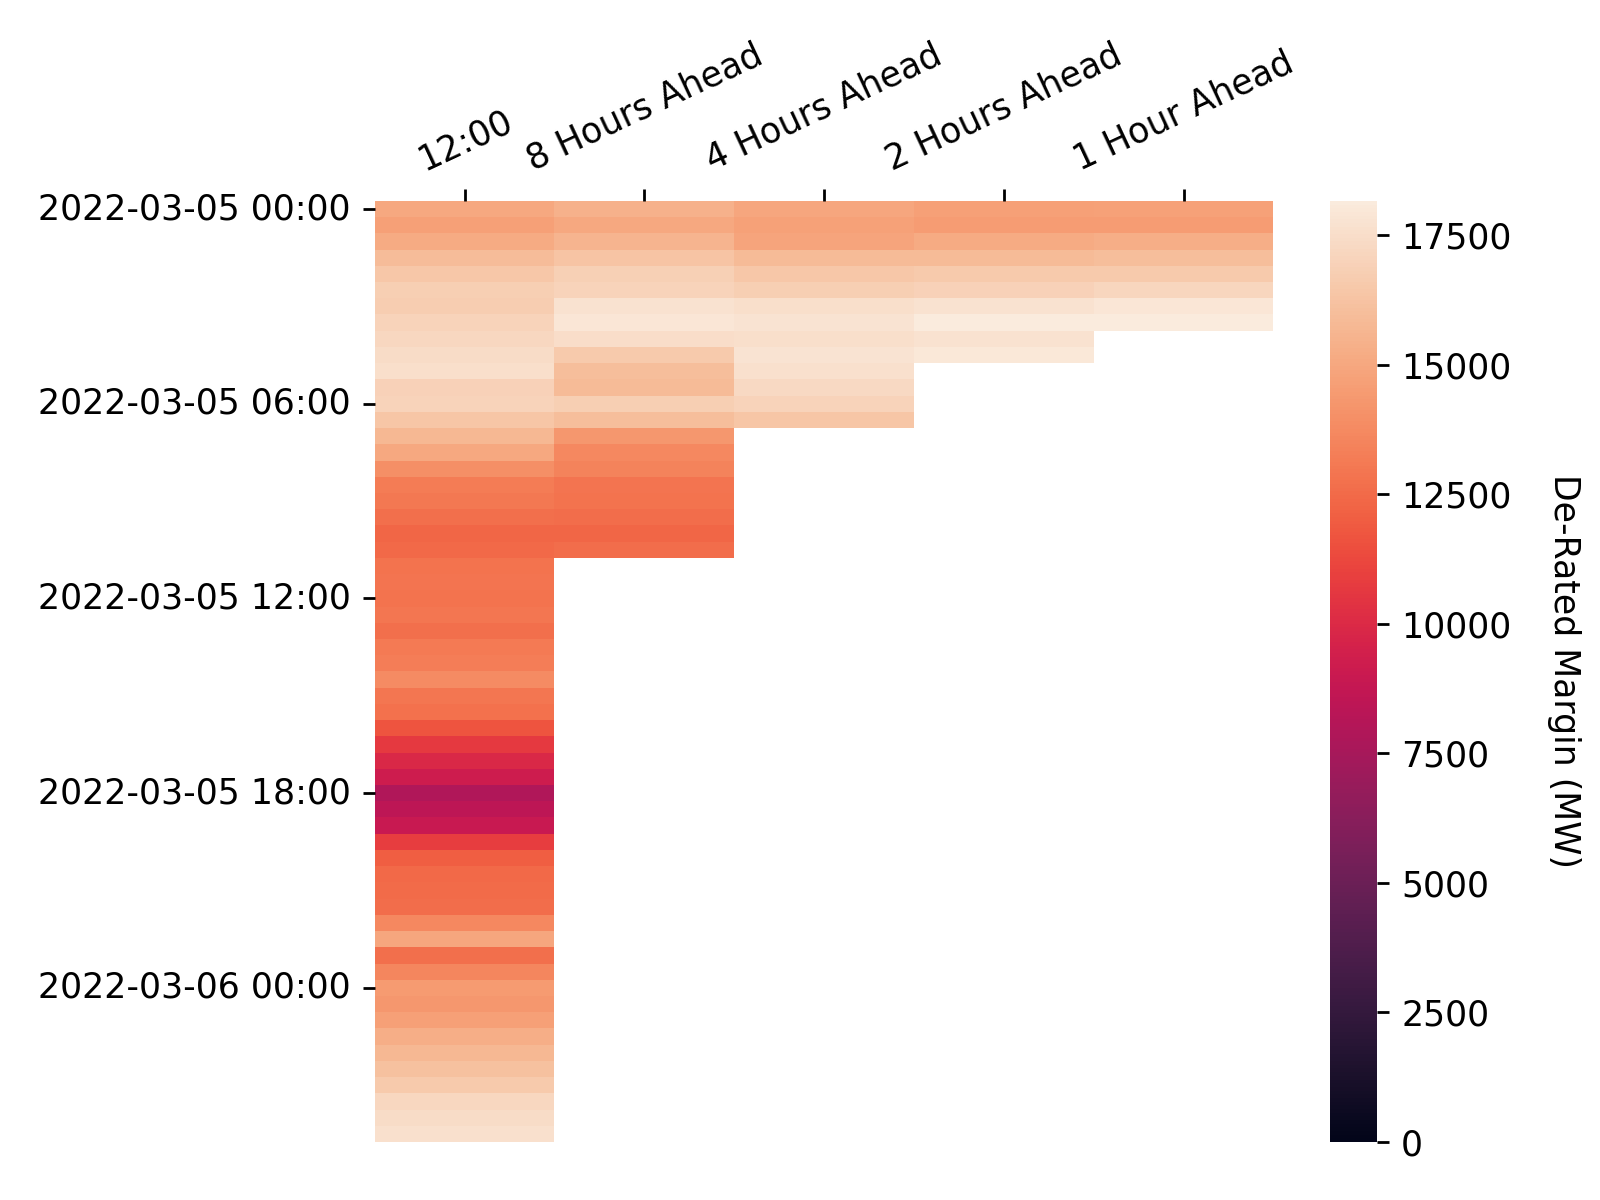 12:00
8 Hours Ahead
4 Hours Ahead
2 Hours Ahead
1 Hour Ahead
2022-03-05 00:00
2022-03-05 06:00
2022-03-05 12:00
2022-03-05 18:00
2022-03-06 00:00
17500
15000
12500
10000
7500
5000
2500
0
De-Rated Margin (MW)